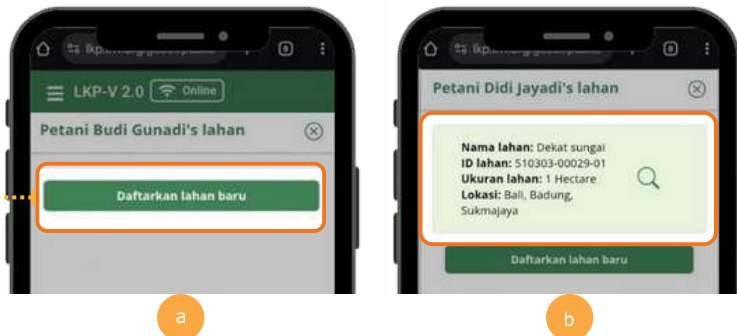 LKP-V 2.0 Online
Petani Budi Gunadi's lahan
Daftarkan lahan baru
a
Petani Didi Jayadi's lahan
Nama lahan: Dekat sungai
ID lahan: 510303-00029-01
Ukuran lahan: 1 Hectare
Lokasi: Bali, Badung,
Sukmajaya
Daftarkan lahan baru
b